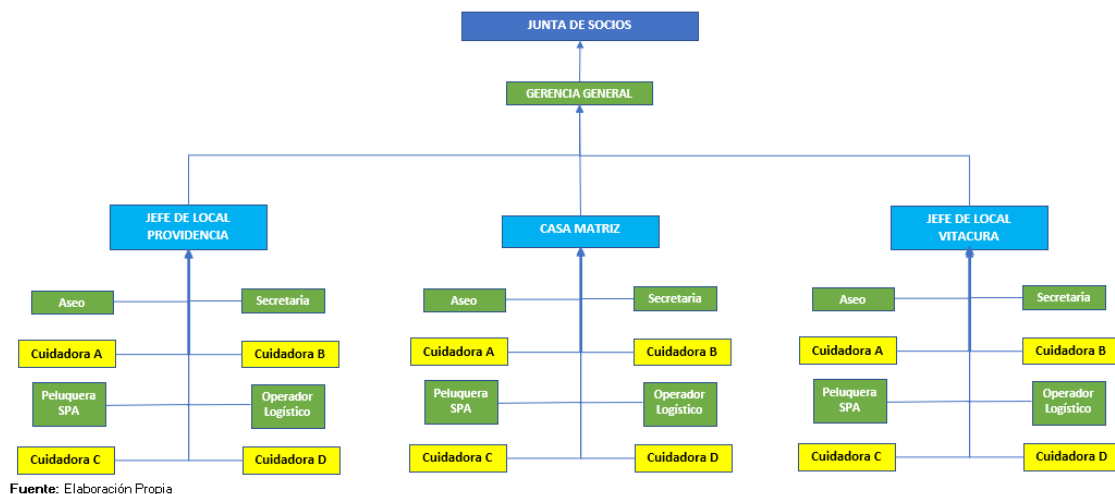 JUNTA DE SOCIOS
GERENCIA GENERAL
JEFE DE LOCAL
PROVIDENCIA
CASA MATRIZ
JEFE DE LOCAL
VITACURA
Aseo
Secretaria
Aseo
Secretaria
Aseo
Secretaria
Cuidadora A
Cuidadora B
Cuidadora A
Cuidadora B
Cuidadora A
Cuidadora B
Peluquera
SPA
Operador
Logístico
Peluquera
SPA
Operador
Logístico
Peluquera
SPA
Operador
Logístico
Cuidadora C
Cuidadora D
Cuidadora C
Cuidadora D
Cuidadora C
Cuidadora D
Fuente: Elaboración Propia